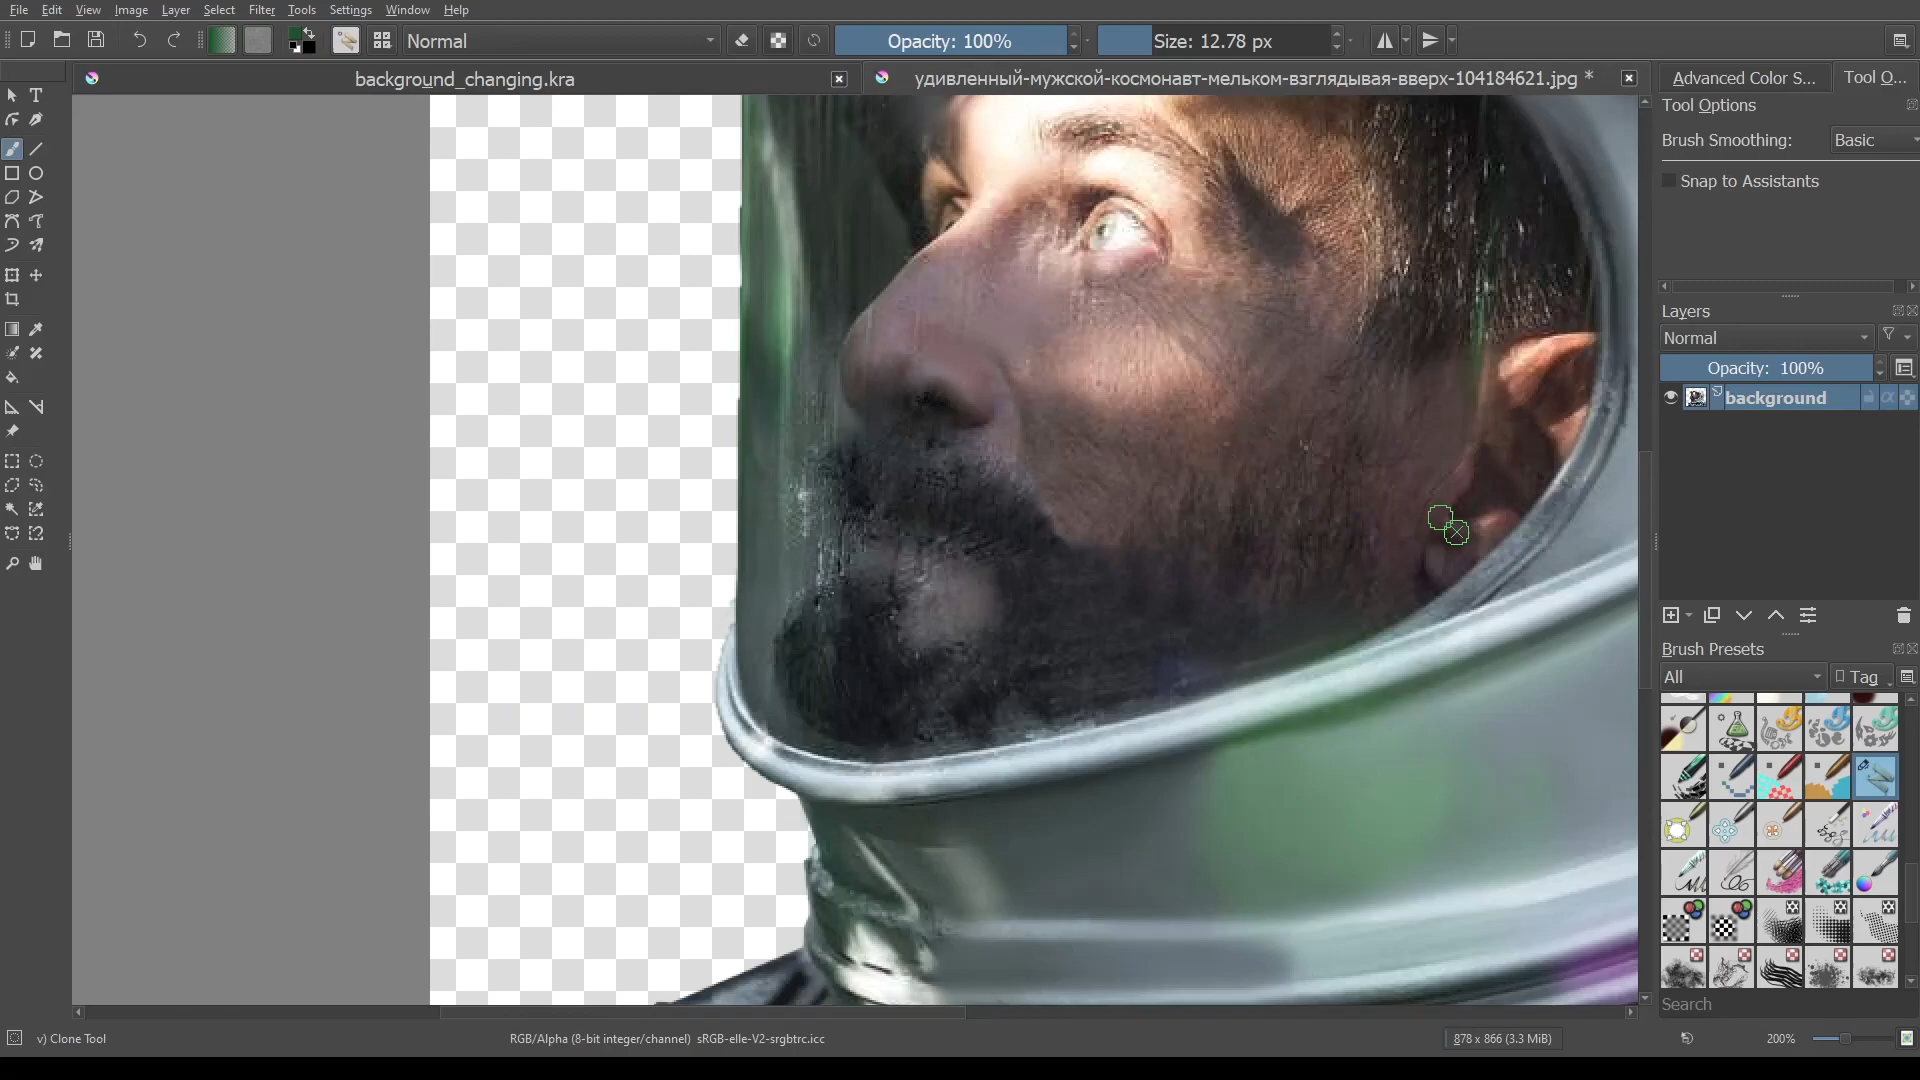 File Edit View Image Layer Select Filter Tools Settings Window Help
Normal Opacity: 100% Size: 12.78 px
background_changing.kra
удивленный-мужской-космонавт-мельком-взглядывая-вверх-104184621.jpg *
Advanced Color S... Tool O...
Tool Options
Brush Smoothing: Basic
Snap to Assistants
Layers
Normal
Opacity: 100%
background
Brush Presets
All Tag
Search
v) Clone Tool
RGB/Alpha (8-bit integer/channel) sRGB-elle-V2-srgbtrc.icc
878 x 866 (3.3 MiB)
200%